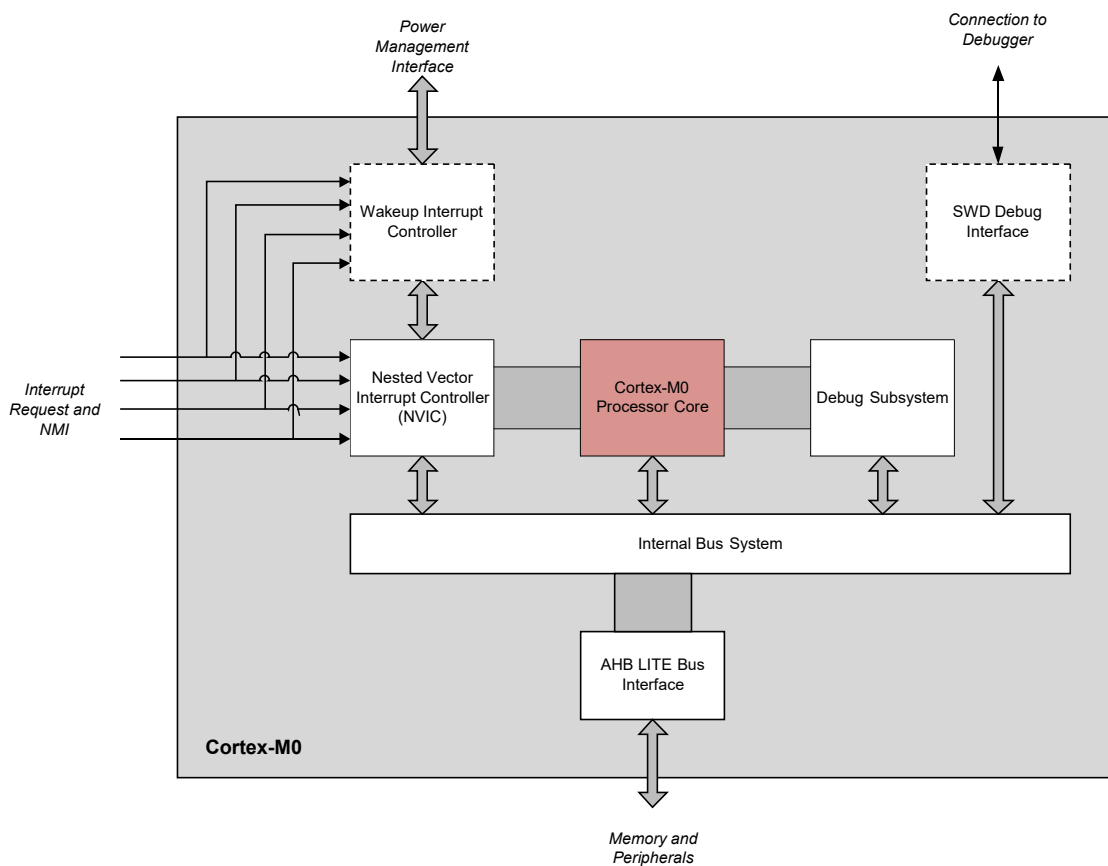 Power
Management
Interface
Connection to
Debugger
Wakeup Interrupt
Controller
SWD Debug
Interface
Interrupt
Request and
NMI
Nested Vector
Interrupt Controller
(NVIC)
Cortex-M0
Processor Core
Debug Subsystem
Internal Bus System
AHB LITE Bus
Interface
Cortex-M0
Memory and
Peripherals